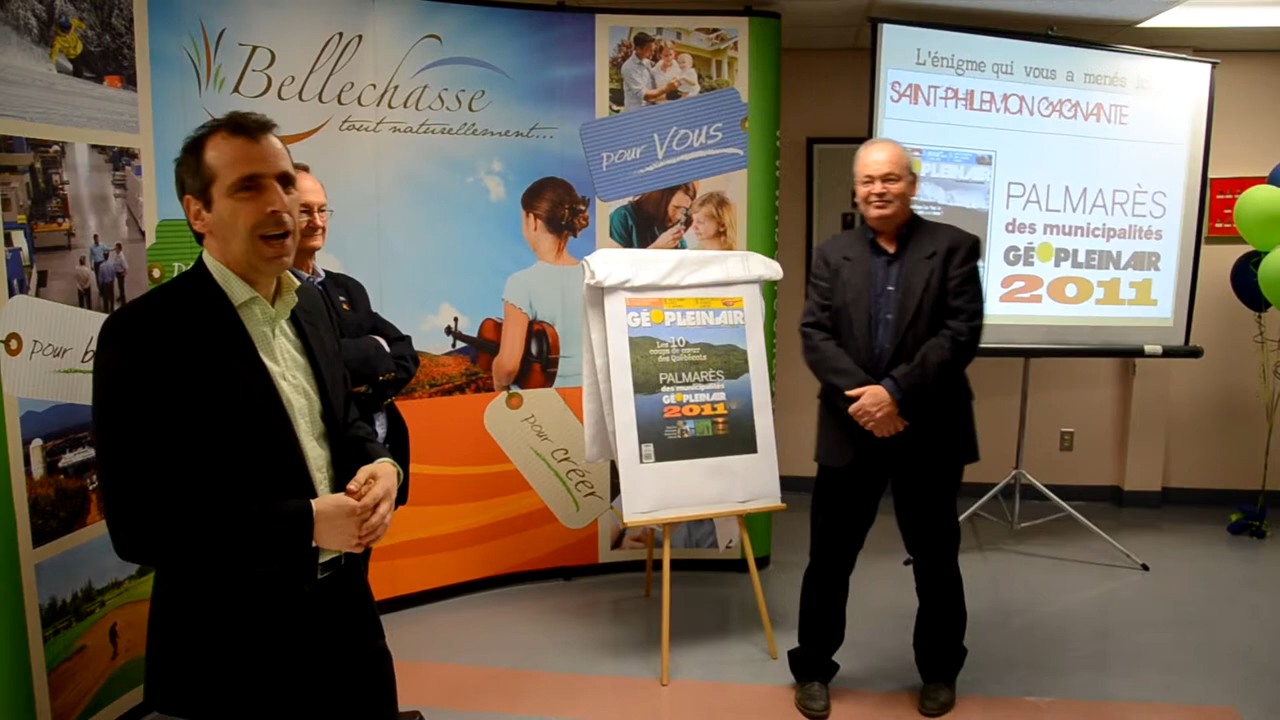 Bellechasse
tout naturellement...
pour VOUS
pour
pour créer
GÉOPLEINAIR
Les 10
coups de cœur
des Québécois
PALMARÈS
des municipalités
GÉOPLEINAIR
2011
L'énigme qui vous a menés
SAINT-PHILEMON GAGNANTE
PALMARÈS
des municipalités
GÉOPLEINAIR
2011